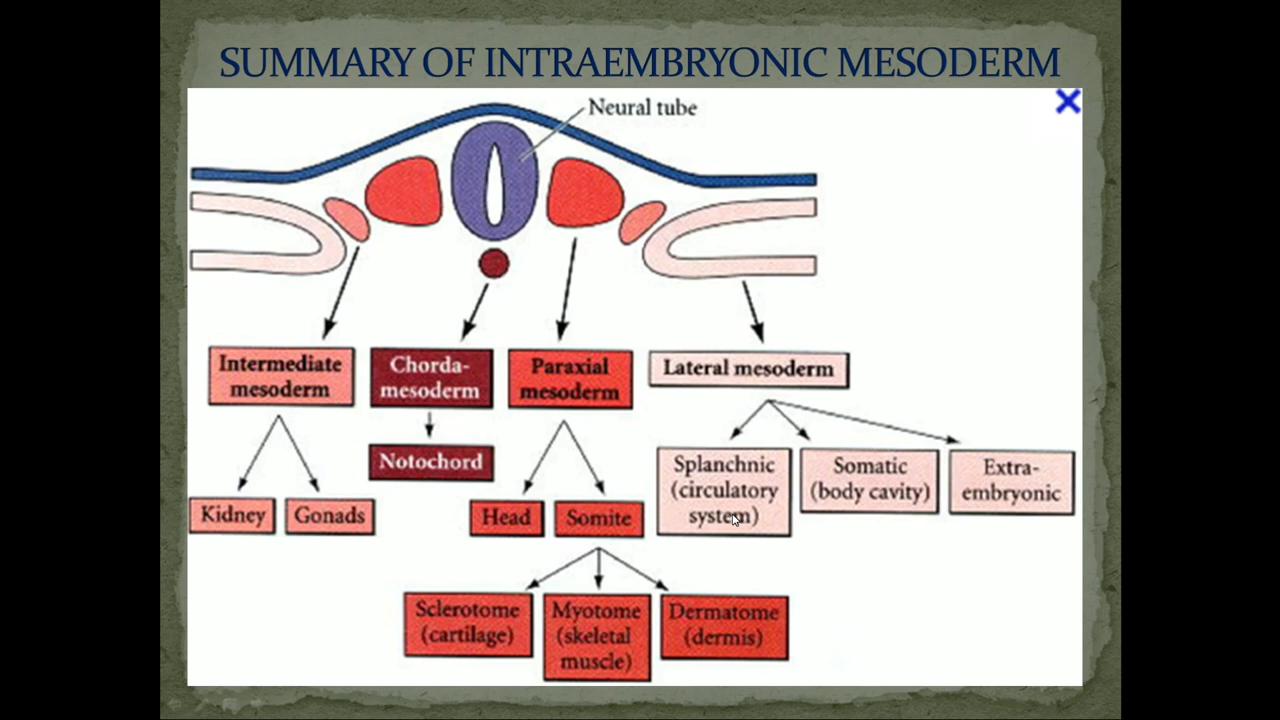 SUMMARY OF INTRAEMBRYONIC MESODERM
Neural tube
Intermediate
mesoderm
Chorda-
mesoderm
Paraxial
mesoderm
Lateral mesoderm
Notochord
Kidney
Gonads
Head
Somite
Splanchnic
(circulatory
system)
Somatic
(body cavity)
Extra-
embryonic
Sclerotome
(cartilage)
Myotome
(skeletal
muscle)
Dermatome
(dermis)